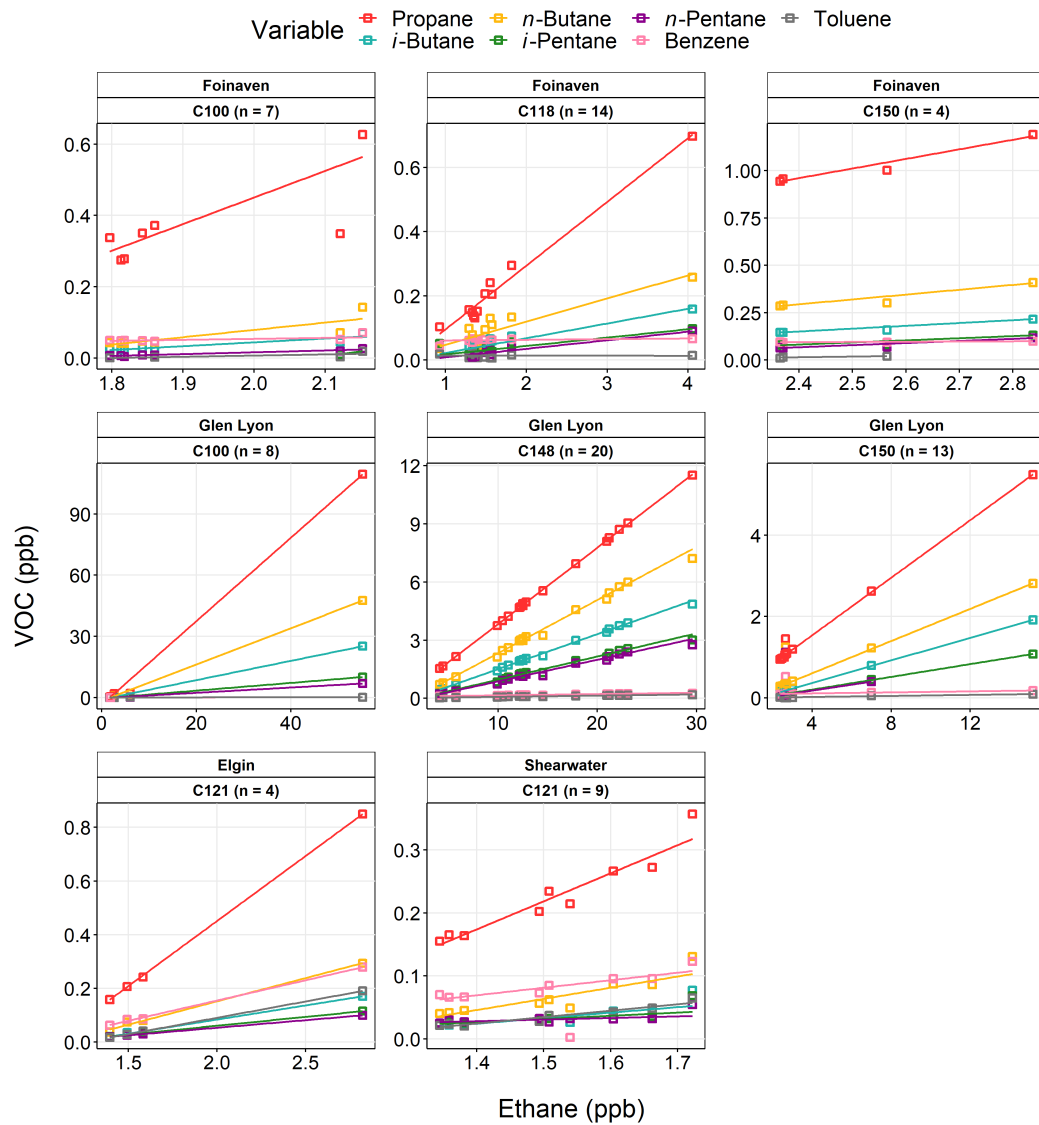 Variable Propane n-Butane n-Pentane Toluene
i-Butane i-Pentane Benzene
Foinaven Foinaven Foinaven
C100 (n = 7) C118 (n = 14) C150 (n = 4)
0.6
0.4
0.2
0.0
1.8 1.9 2.0 2.1
0.6
0.4
0.2
0.0
1 2 3 4
1.00
0.75
0.50
0.25
0.00
2.4 2.5 2.6 2.7 2.8
Glen Lyon Glen Lyon Glen Lyon
C100 (n = 8) C148 (n = 20) C150 (n = 13)
90
60
30
0
0 20 40
12
9
6
3
0
10 20 30
4
2
0
4 8 12
Elgin Shearwater
C121 (n = 4) C121 (n = 9)
0.8
0.6
0.4
0.2
0.0
1.5 2.0 2.5
0.3
0.2
0.1
0.0
1.4 1.5 1.6 1.7
VOC (ppb)
Ethane (ppb)